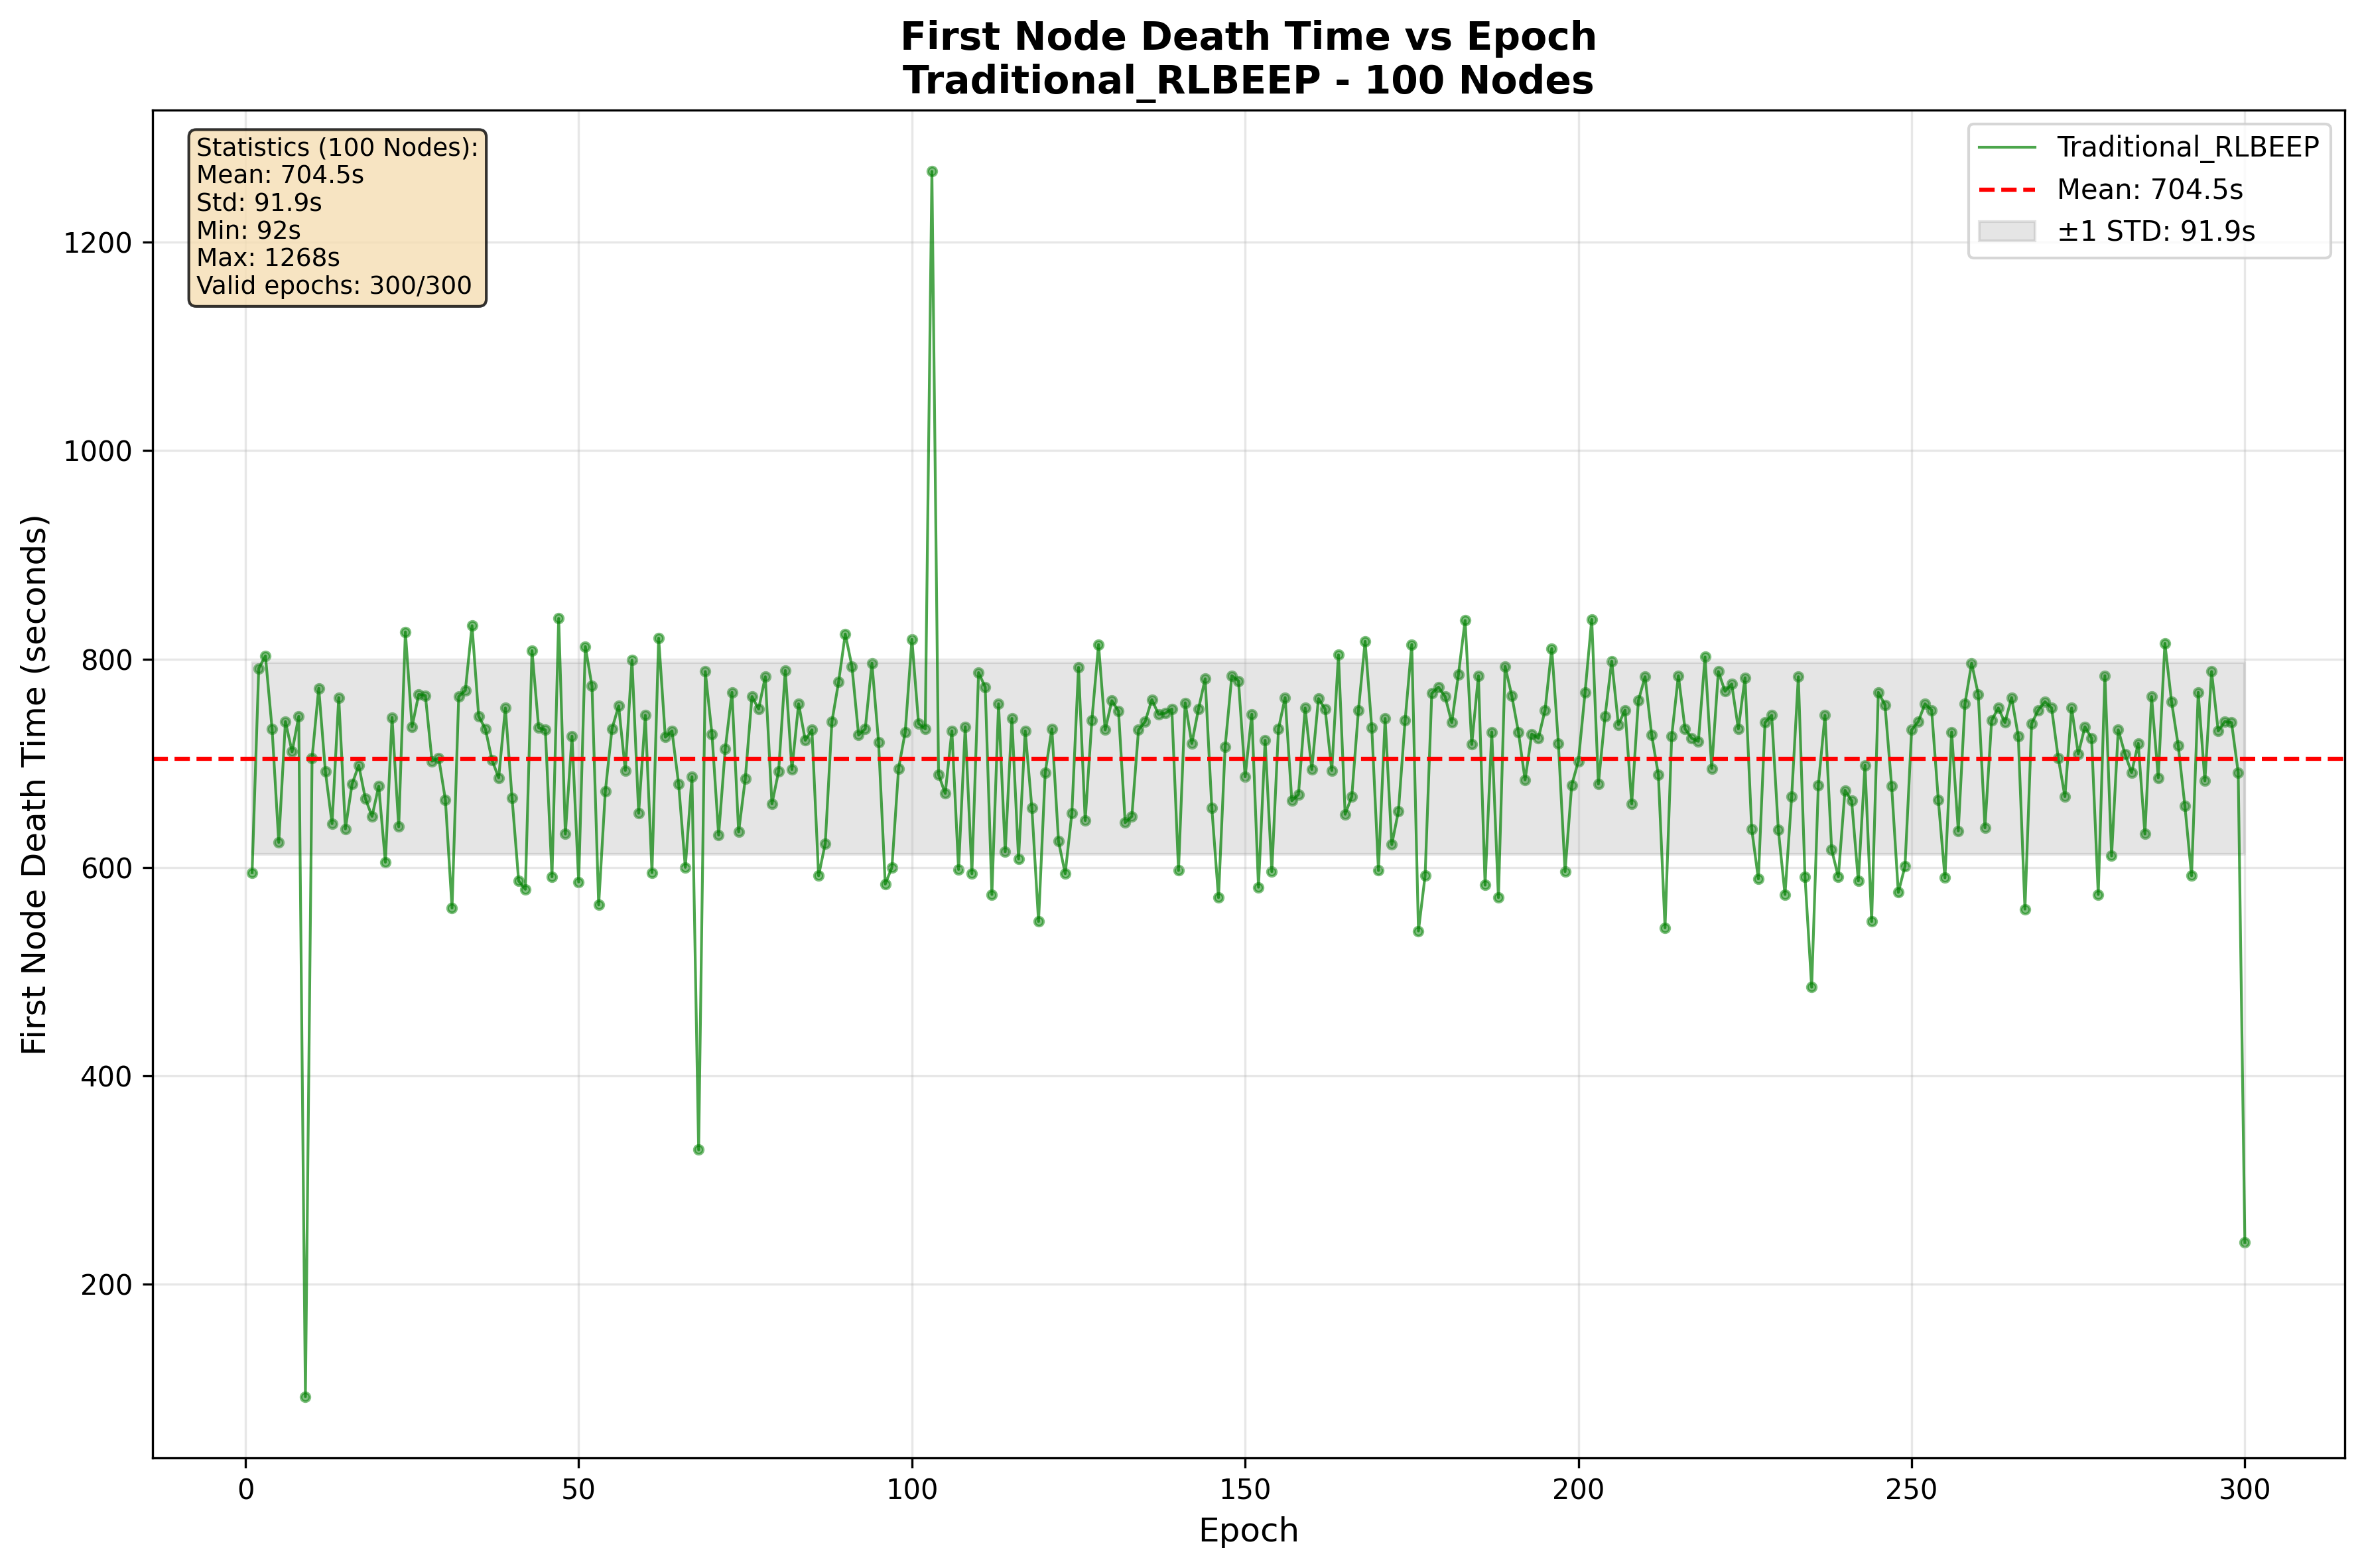 First Node Death Time vs Epoch
Traditional_RLBEEP - 100 Nodes
Statistics (100 Nodes):
Mean: 704.5s
Std: 91.9s
Min: 92s
Max: 1268s
Valid epochs: 300/300
Traditional_RLBEEP
Mean: 704.5s
±1 STD: 91.9s
First Node Death Time (seconds)
1200
1000
800
600
400
200
0
50
100
150
200
250
300
Epoch